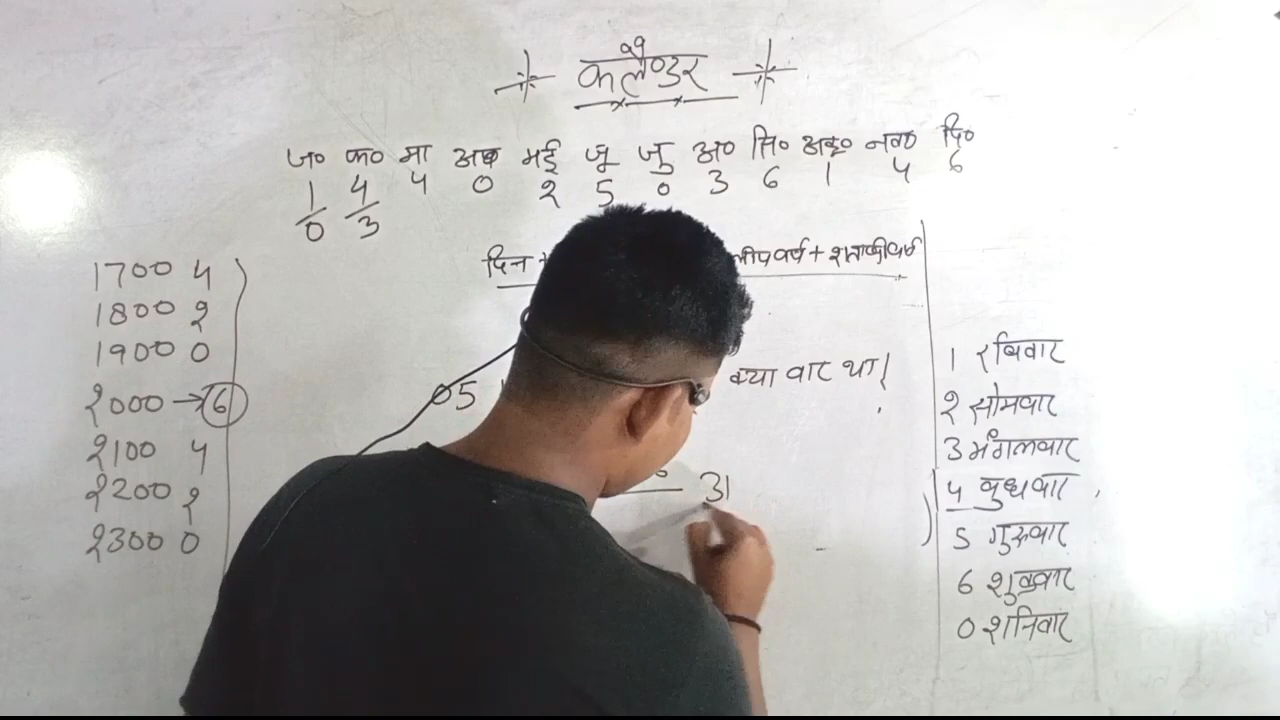 कलैण्डर
ज० फ० मा अप्र मई जू जु अ० सि० अक्टू० नव० दि०
1 4 4 0 2 5 0 3 6 1 4 6
0 3
दिन + लीपवर्ष + शताब्दीवर्ष
1700 4
1800 2
1900 0
2000 → 6
2100 4
2200 2
2300 0
05 क्या वार था।
31
1 रविवार
2 सोमवार
3 मंगलवार
4 बुधवार
5 गुरुवार
6 शुक्रवार
0 शनिवार